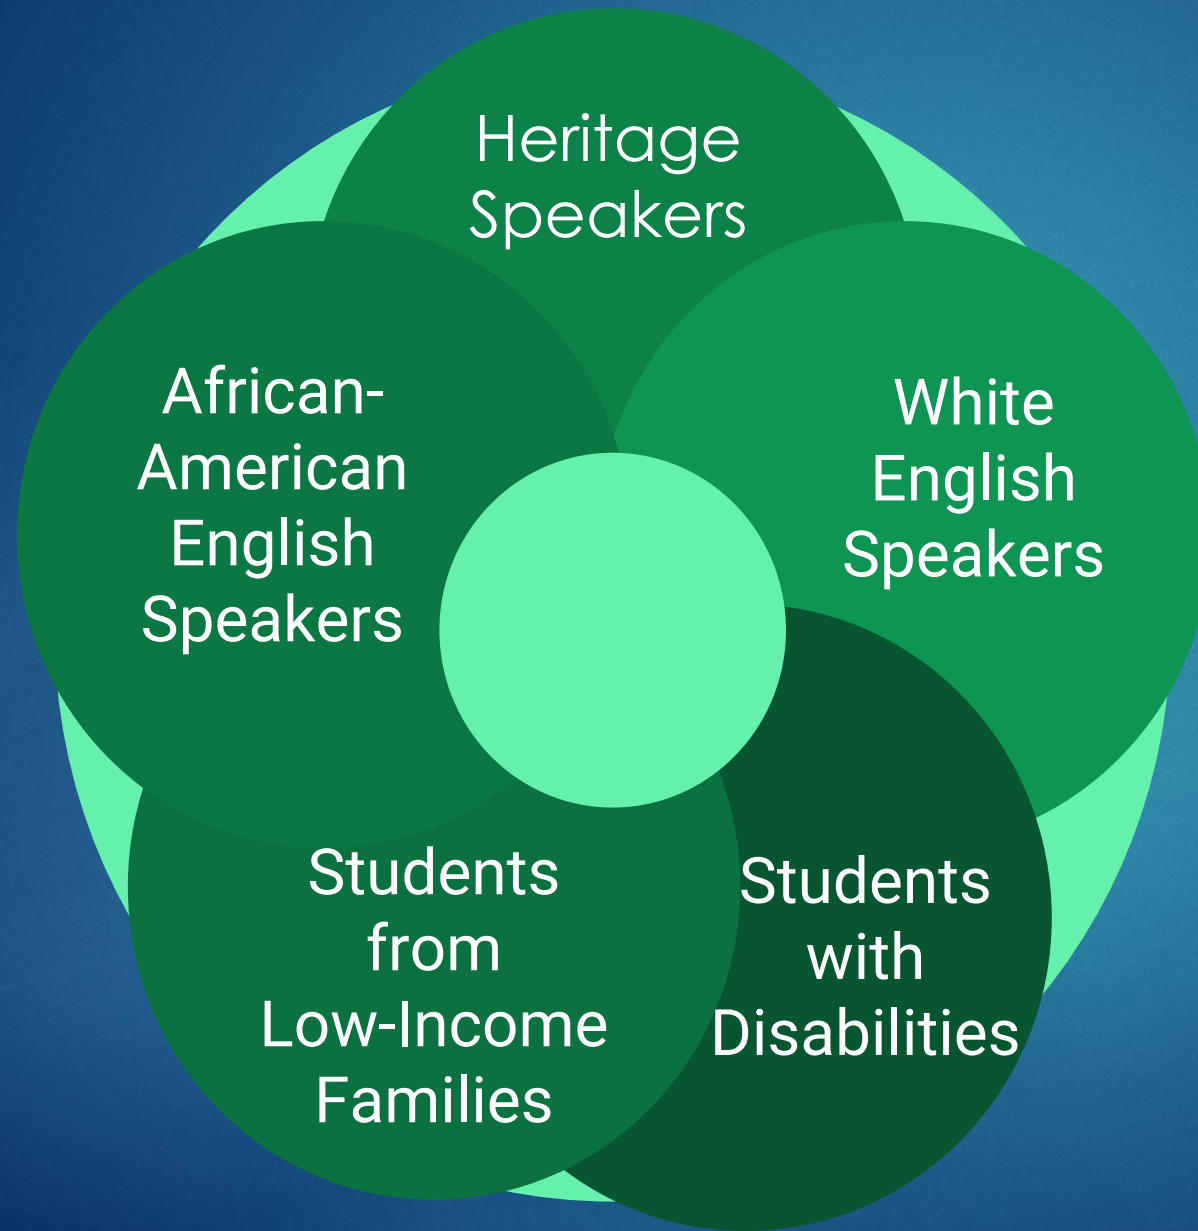 Heritage
Speakers
African-
American
English
Speakers
White
English
Speakers
Students
from
Low-Income
Families
Students
with
Disabilities